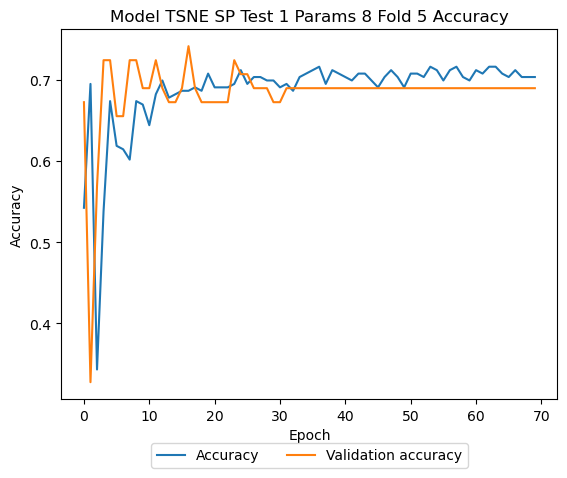 Model TSNE SP Test 1 Params 8 Fold 5 Accuracy
0.7
0.6
0.5
0.4
Accuracy
0 10 20 30 40 50 60 70
Epoch
Accuracy Validation accuracy